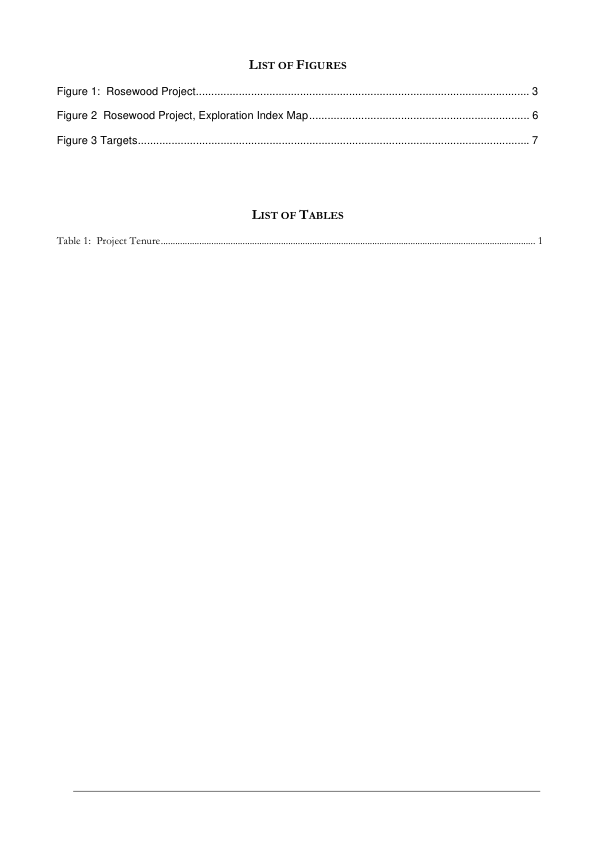 LIST OF FIGURES
Figure 1:  Rosewood Project............................................................................................................. 3
Figure 2  Rosewood Project, Exploration Index Map........................................................................ 6
Figure 3 Targets................................................................................................................................ 7
LIST OF TABLES
Table 1:  Project Tenure.................................................................................................................................................. 1